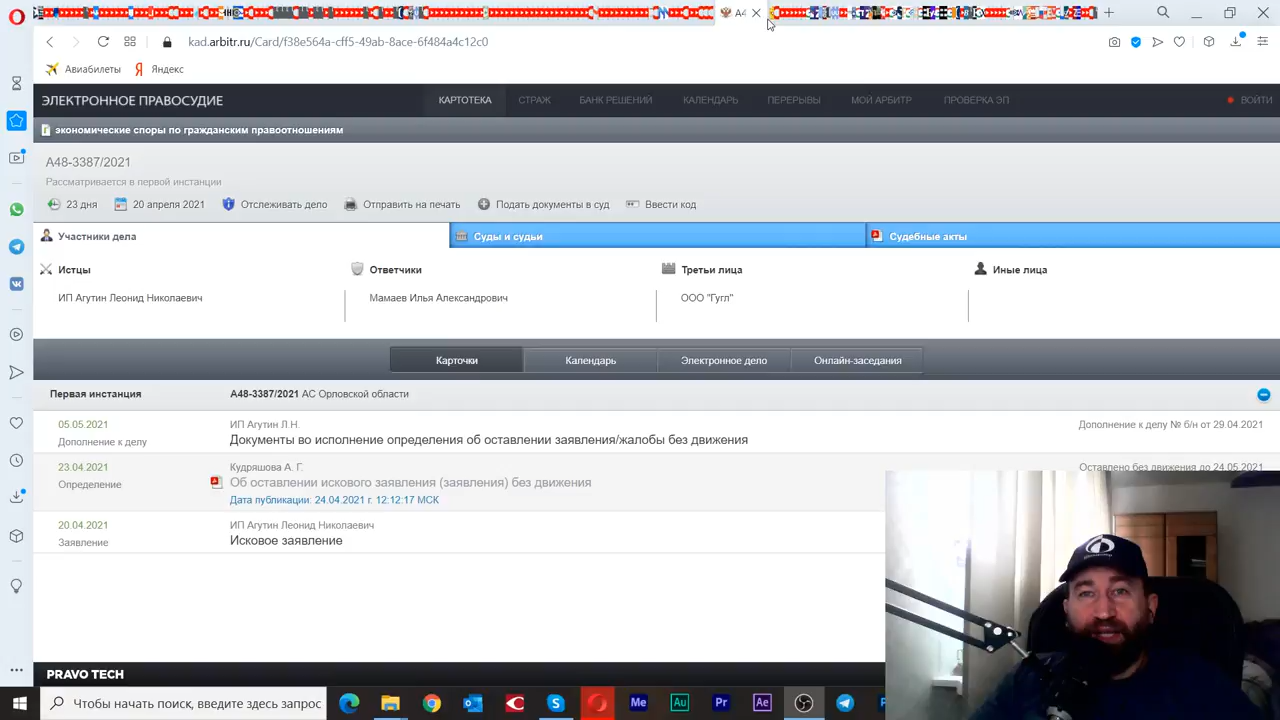 A4
kad.arbitr.ru/Card/f38e564a-cff5-49ab-8ace-6f484a4c12c0
Авиабилеты
Яндекс
ЭЛЕКТРОННОЕ ПРАВОСУДИЕ
КАРТОТЕКА
СТРАЖ
БАНК РЕШЕНИЙ
КАЛЕНДАРЬ
ПЕРЕРЫВЫ
МОЙ АРБИТР
ПРОВЕРКА ЭП
ВОЙТИ
экономические споры по гражданским правоотношениям
А48-3387/2021
Рассматривается в первой инстанции
23 дня
20 апреля 2021
Отслеживать дело
Отправить на печать
Подать документы в суд
Ввести код
Участники дела
Суды и судьи
Судебные акты
Истцы
Ответчики
Третьи лица
Иные лица
ИП Агутин Леонид Николаевич
Мамаев Илья Александрович
ООО "Гугл"
Карточки
Календарь
Электронное дело
Онлайн-заседания
Первая инстанция
А48-3387/2021 АС Орловской области
05.05.2021
ИП Агутин Л.Н.
Дополнение к делу № б/н от 29.04.2021
Дополнение к делу
Документы во исполнение определения об оставлении заявления/жалобы без движения
23.04.2021
Кудряшова А. Г.
Оставлено без движения до 24.05.2021
Определение
Об оставлении искового заявления (заявления) без движения
Дата публикации: 24.04.2021 г. 12:12:17 МСК
20.04.2021
ИП Агутин Леонид Николаевич
Заявление
Исковое заявление
PRAVO TECH
Чтобы начать поиск, введите здесь запрос
Me
Au
Pr
Ae